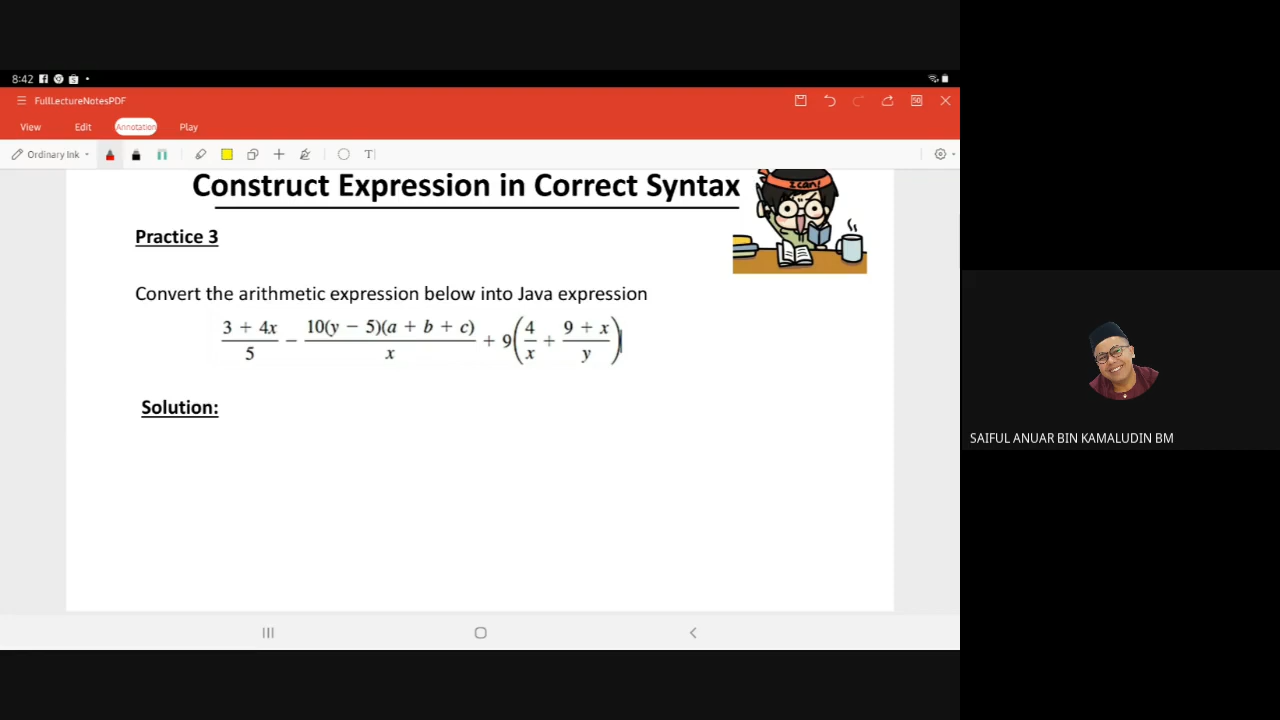 8:42
FullLectureNotesPDF
50
View Edit Annotation Play
Ordinary Ink T
Construct Expression in Correct Syntax
I can!
Practice 3
Convert the arithmetic expression below into Java expression
3 + 4x / 5 − 10(y − 5)(a + b + c) / x + 9(4 / x + 9 + x / y)
Solution:
SAIFUL ANUAR BIN KAMALUDIN BM